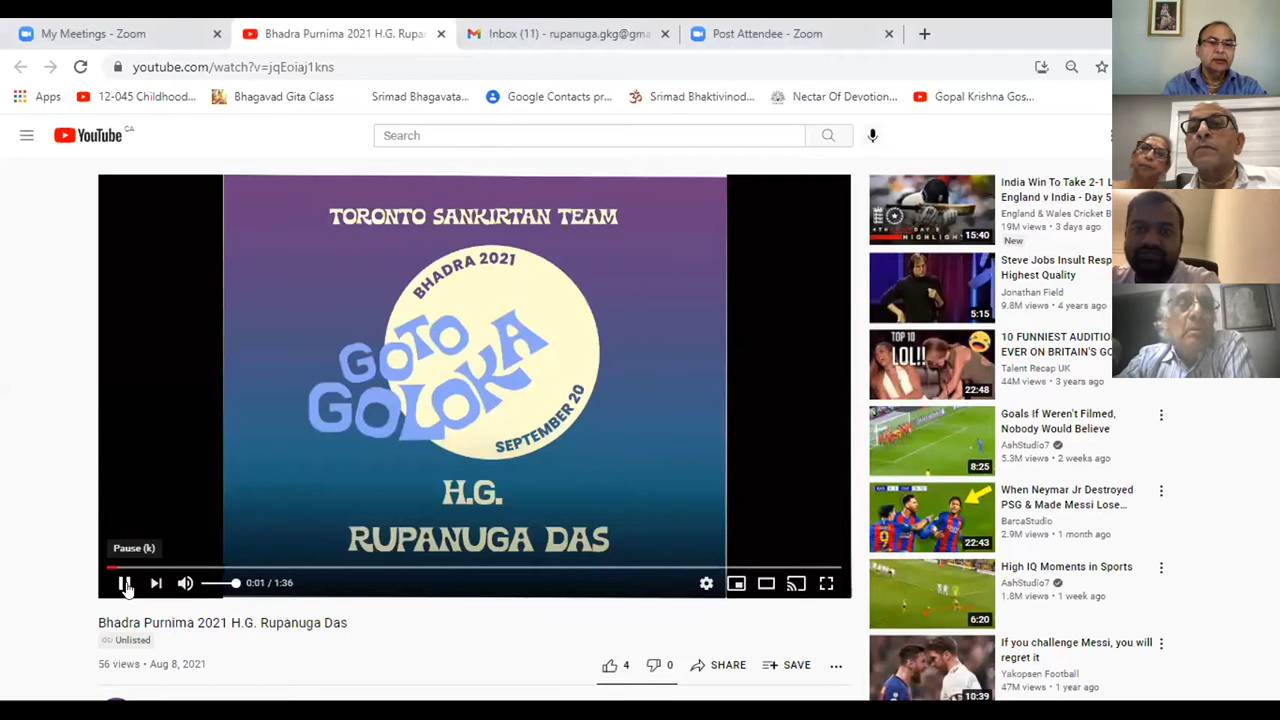 My Meetings - Zoom
Bhadra Purnima 2021 H.G. Rupan
Inbox (11) - rupanuga.gkg@gma
Post Attendee - Zoom
youtube.com/watch?v=jqEoiaj1kns
Apps
12-045 Childhood...
Bhagavad Gita Class
Srimad Bhagavata...
Google Contacts pr...
Srimad Bhaktivinod...
Nectar Of Devotion...
Gopal Krishna Gos...
YouTube CA
Search
TORONTO SANKIRTAN TEAM
BHADRA 2021
GO TO
GOLOKA
SEPTEMBER 20
H.G.
RUPANUGA DAS
Pause (k)
0:01 / 1:36
Bhadra Purnima 2021 H.G. Rupanuga Das
Unlisted
56 views • Aug 8, 2021
4
0
SHARE
SAVE
India Win To Take 2-1 L
England v India - Day 5
England & Wales Cricket B
19M views • 3 days ago
New
HIGHLIGH
15:40
Steve Jobs Insult Resp
Highest Quality
Jonathan Field
9.8M views • 4 years ago
5:15
10 FUNNIEST AUDITIO
EVER ON BRITAIN'S GO
Talent Recap UK
44M views • 3 years ago
TOP 10
LOL!!
22:48
Goals If Weren't Filmed,
Nobody Would Believe
AshStudio7
5.3M views • 2 weeks ago
8:25
When Neymar Jr Destroyed
PSG & Made Messi Lose...
BarcaStudio
2.9M views • 1 month ago
22:43
High IQ Moments in Sports
AshStudio7
1.8M views • 1 week ago
6:20
If you challenge Messi, you will
regret it
Yakopsen Football
47M views • 1 year ago
10:39